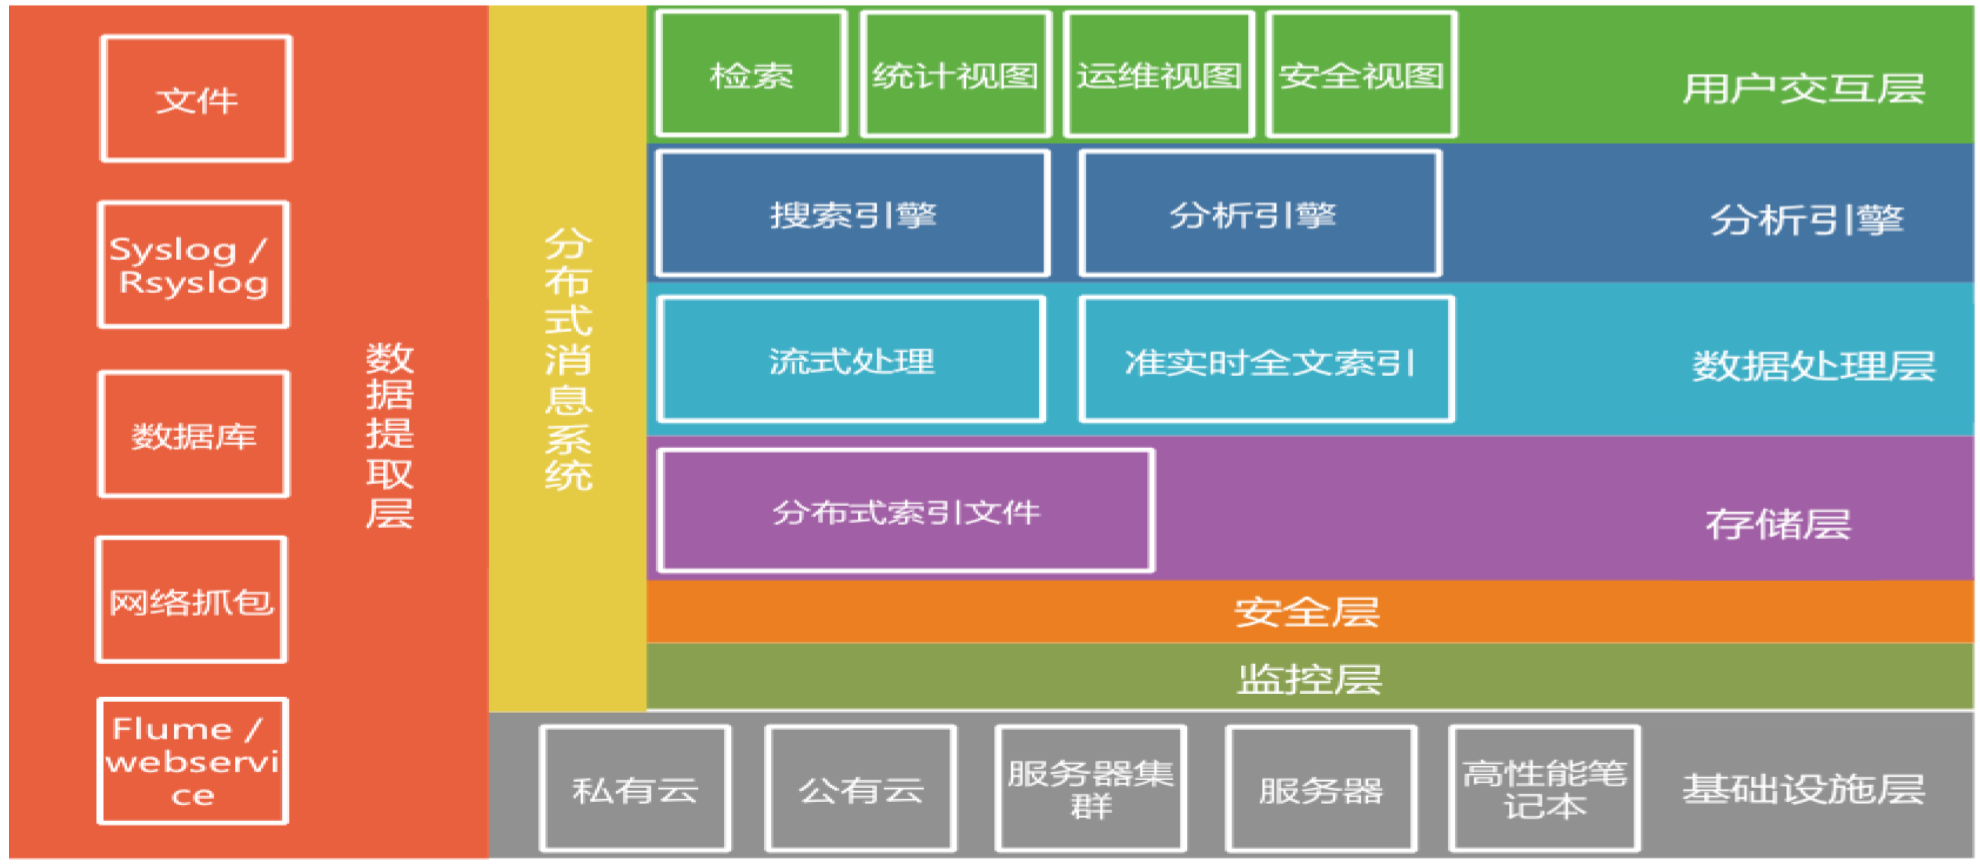 文件
Syslog /
Rsyslog
数据库
网络抓包
Flume /
webservi
ce
数据提取层
分布式消息系统
检索
统计视图
运维视图
安全视图
用户交互层
搜索引擎
分析引擎
分析引擎
流式处理
准实时全文索引
数据处理层
分布式索引文件
存储层
安全层
监控层
私有云
公有云
服务器集
群
服务器
高性能笔
记本
基础设施层